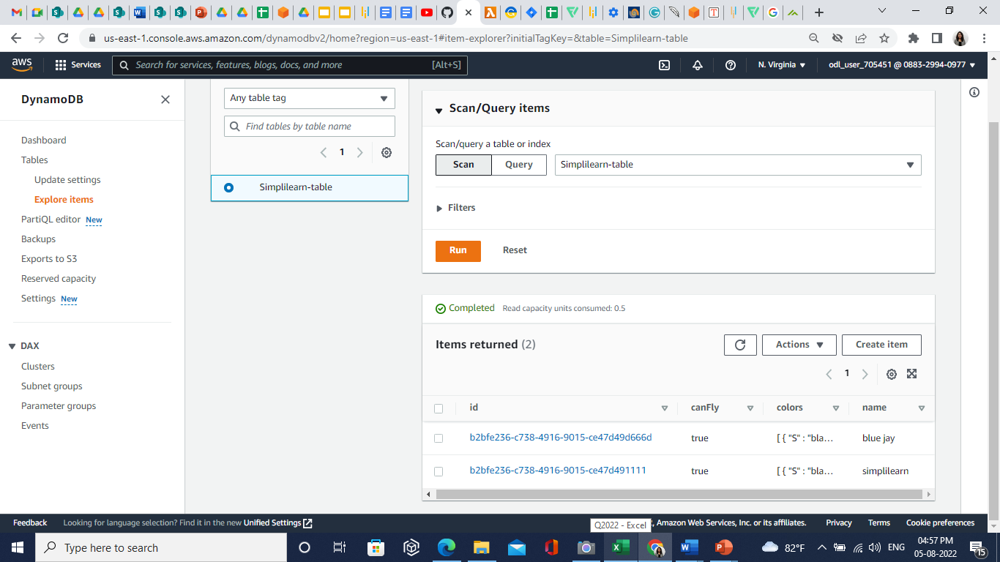 us-east-1.console.aws.amazon.com/dynamodbv2/home?region=us-east-1#item-explorer?initialTagKey=&table=Simplilearn-table
aws
Services
Search for services, features, blogs, docs, and more
[Alt+S]
N. Virginia
odl_user_705451 @ 0883-2994-0977
DynamoDB
Dashboard
Tables
Update settings
Explore items
PartiQL editor New
Backups
Exports to S3
Reserved capacity
Settings New
DAX
Clusters
Subnet groups
Parameter groups
Events
Any table tag
Find tables by table name
1
Simplilearn-table
Scan/Query items
Scan/query a table or index
Scan
Query
Simplilearn-table
Filters
Run
Reset
Completed Read capacity units consumed: 0.5
Items returned (2)
Actions
Create item
1
id canFly colors name
b2bfe236-c738-4916-9015-ce47d49d666d true [ { "S" : "bla… blue jay
b2bfe236-c738-4916-9015-ce47d491111 true [ { "S" : "bla… simplilearn
Feedback Looking for language selection? Find it in the new Unified Settings
Q2022 - Excel
, Amazon Web Services, Inc. or its affiliates. Privacy Terms Cookie preferences
Type here to search
82°F
ENG
04:57 PM
05-08-2022
15